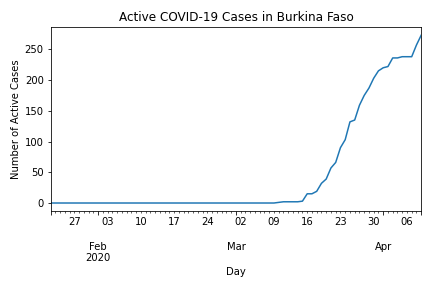 Active COVID-19 Cases in Burkina Faso
Number of Active Cases
250
200
150
100
50
0
27 03 10 17 24 02 09 16 23 30 06
Feb Mar Apr
2020
Day